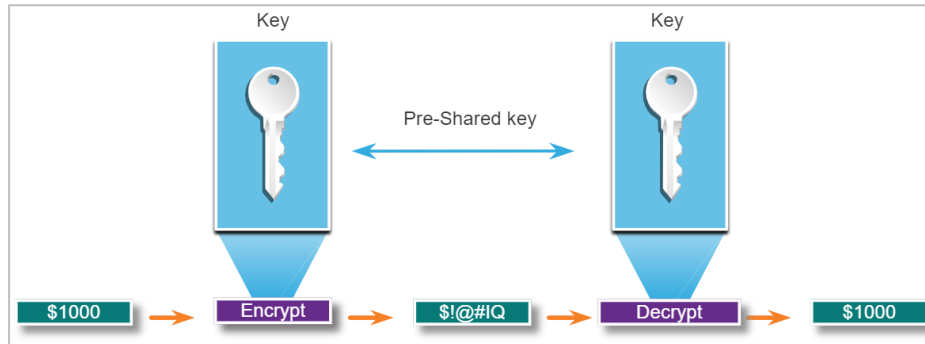 Key
Key
Pre-Shared key
$1000
Encrypt
$!@#IQ
Decrypt
$1000